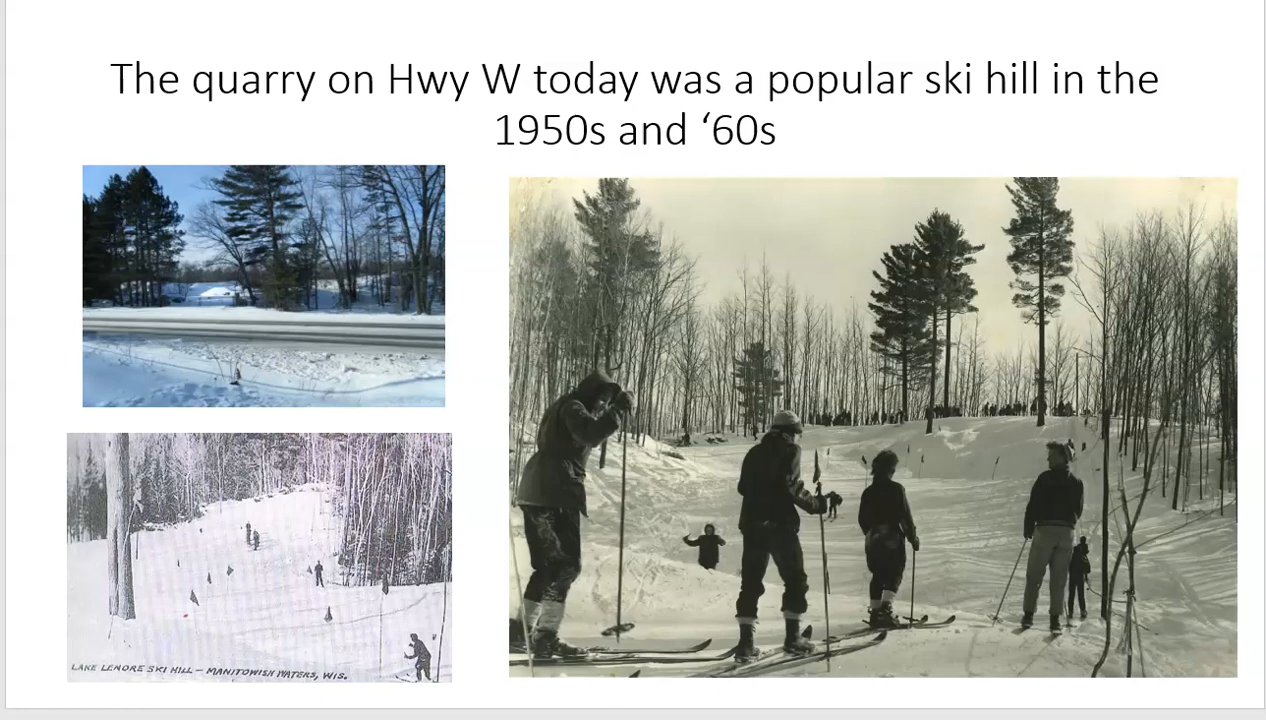 The quarry on Hwy W today was a popular ski hill in the
1950s and ‘60s
LAKE LENORE SKI HILL — MANITOWISH WATERS, WIS.